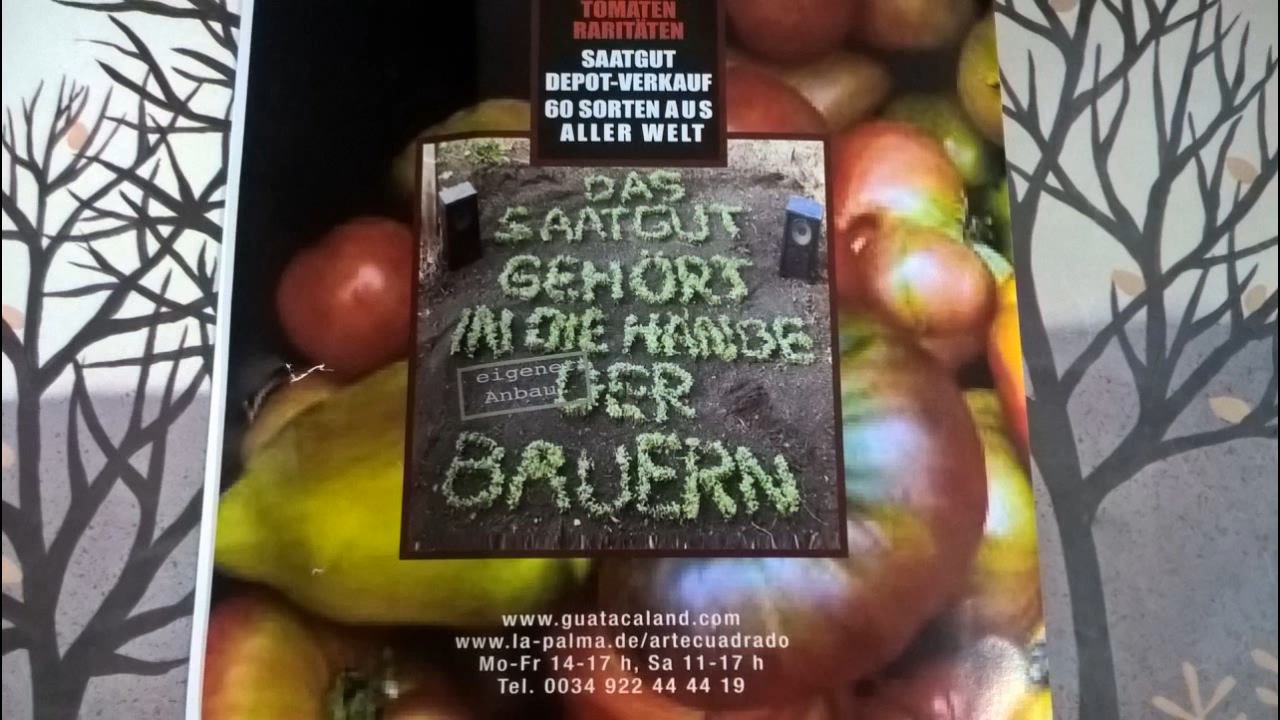 TOMATEN
RARITÄTEN
SAATGUT
DEPOT-VERKAUF
60 SORTEN AUS
ALLER WELT
DAS
SAATGUT
GEHÖRT
IN DIE HÄNDE
DER
BAUERN
eigener
Anbau
www.guatacaland.com
www.la-palma.de/artecuadrado
Mo-Fr 14-17 h, Sa 11-17 h
Tel. 0034 922 44 44 19